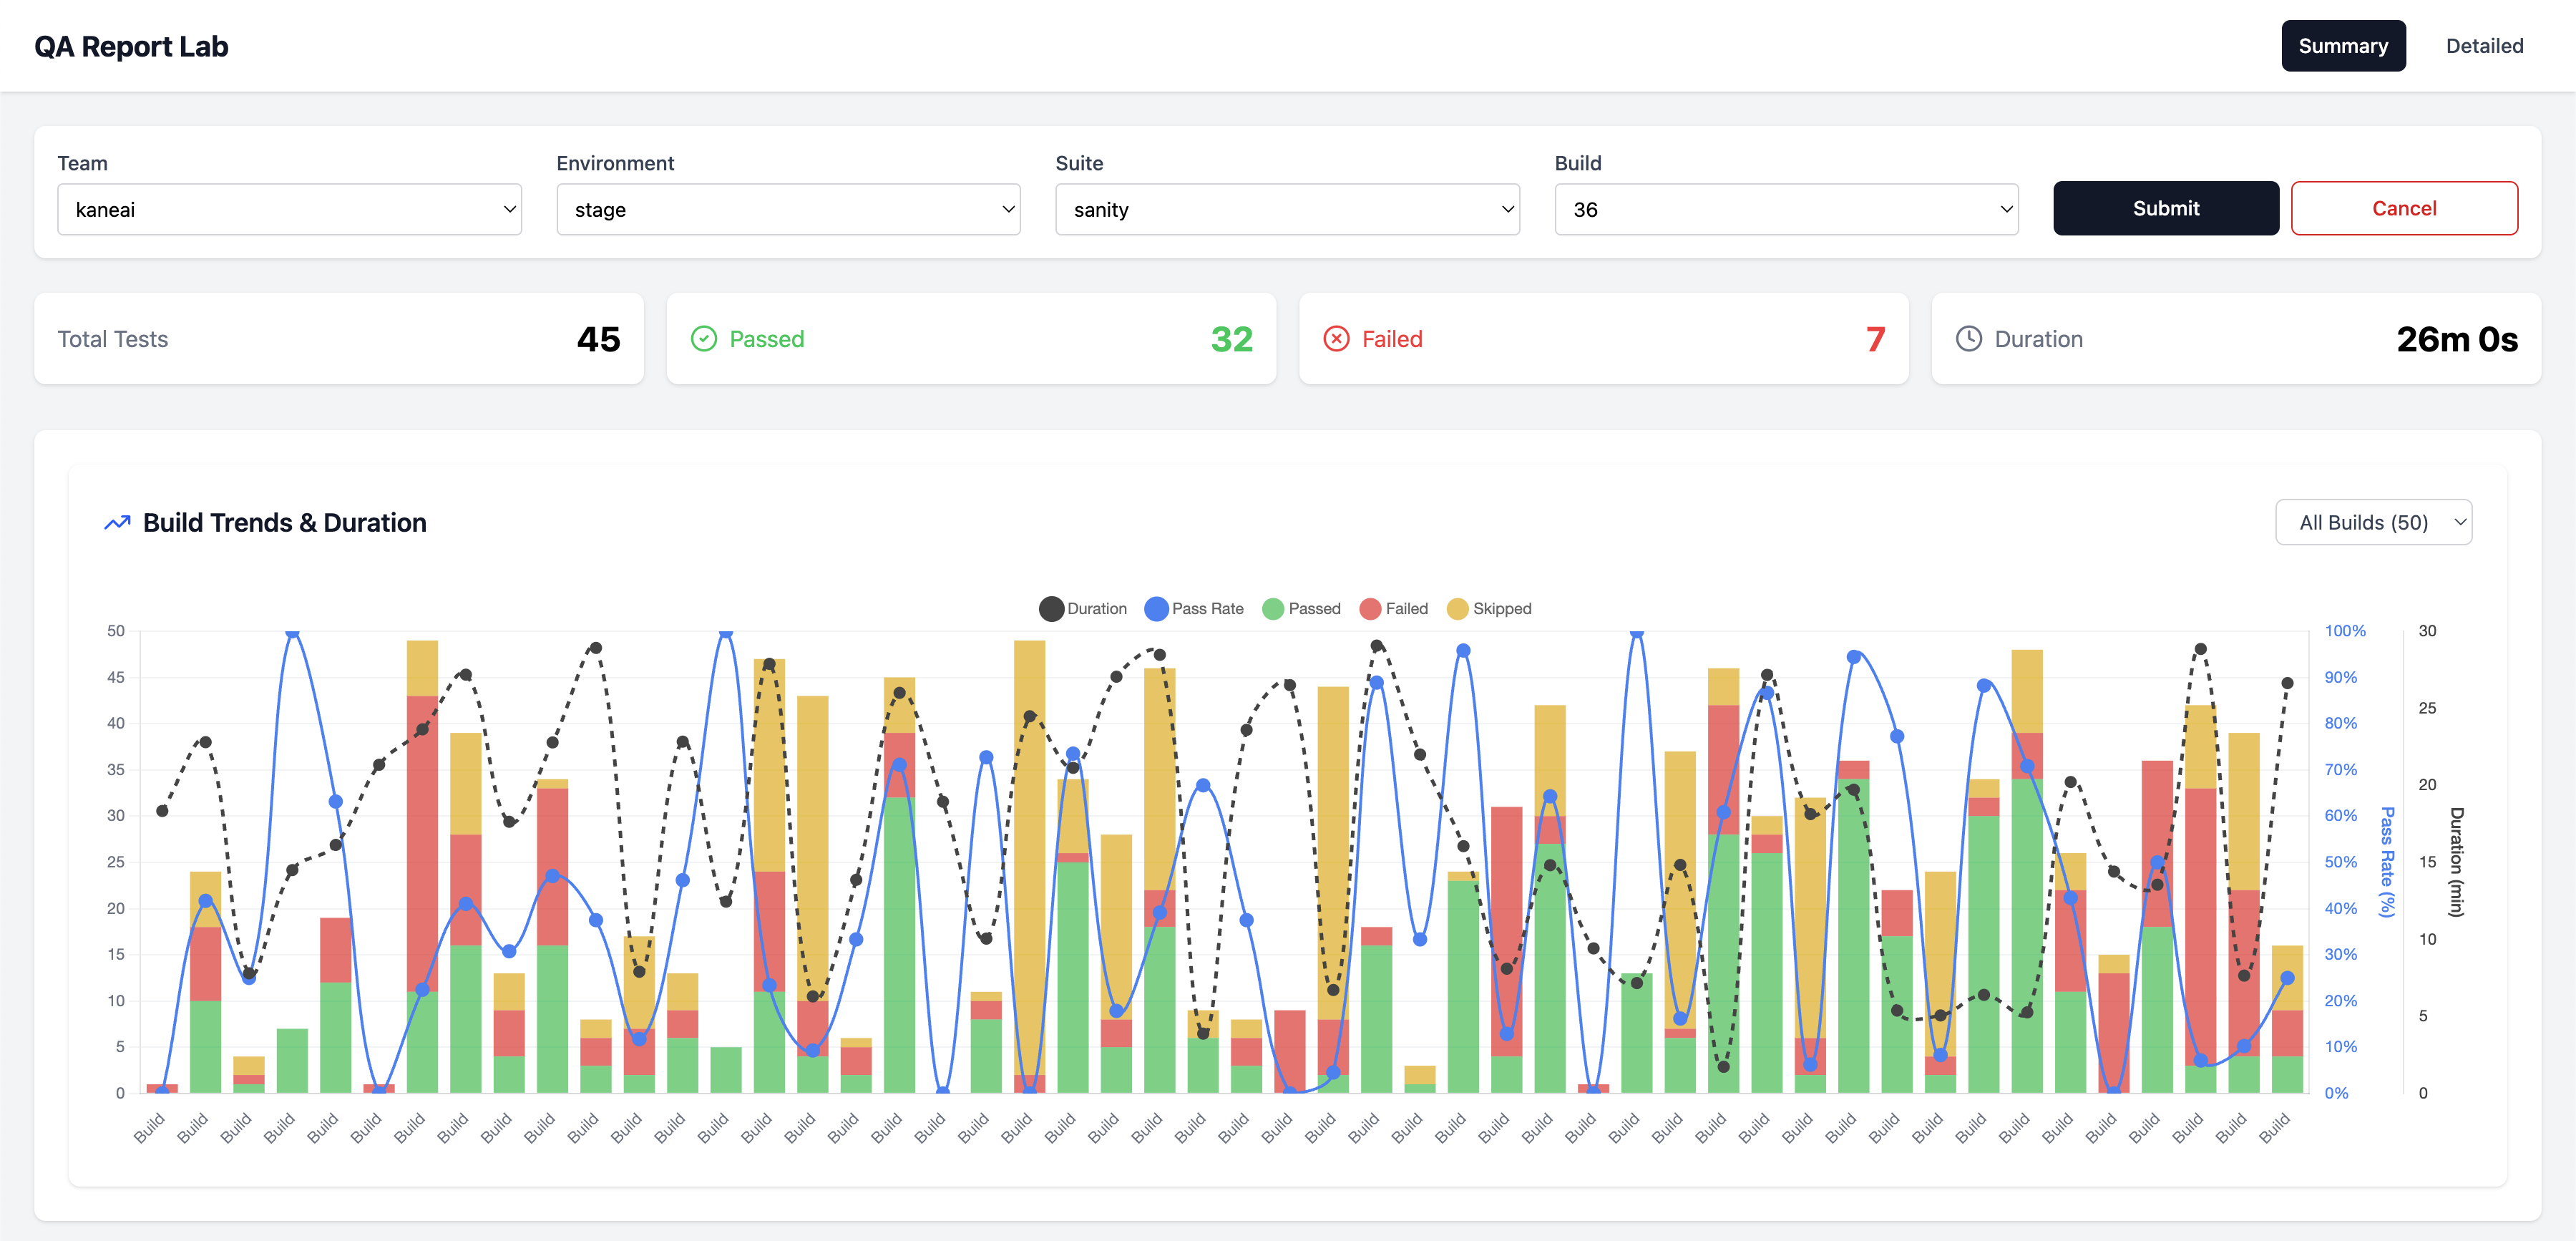 QA Report Lab
Summary
Detailed
Team
Environment
Suite
Build
kaneai
stage
sanity
36
Submit
Cancel
Total Tests
45
Passed
32
Failed
7
Duration
26m 0s
Build Trends & Duration
All Builds (50)
Duration
Pass Rate
Passed
Failed
Skipped
50
45
40
35
30
25
20
15
10
5
0
100%
90%
80%
70%
60%
50%
40%
30%
20%
10%
0%
Pass Rate (%)
30
25
20
15
10
5
0
Duration (min)
Build Build Build Build Build Build Build Build Build Build Build Build Build Build Build Build Build Build Build Build Build Build Build Build Build Build Build Build Build Build Build Build Build Build Build Build Build Build Build Build Build Build Build Build Build Build Build Build Build Build